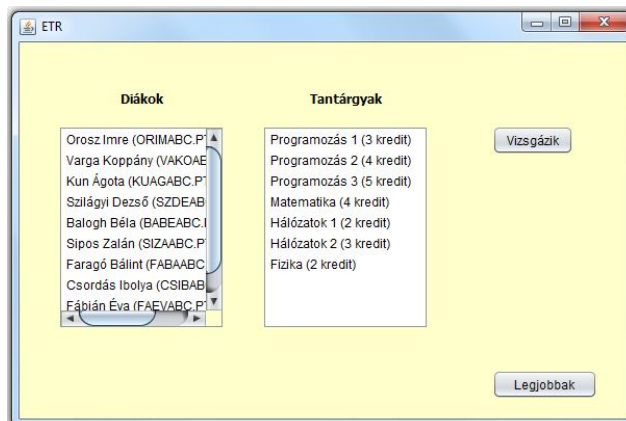 ETR
Diákok
Orosz Imre (ORIMABC.P
Varga Koppány (VAKOAE
Kun Ágota (KUAGABC.PT
Szilágyi Dezső (SZDEAB
Balogh Béla (BABEABC.
Sipos Zalán (SIZAABC.PT
Faragó Bálint (FABAABC
Csordás Ibolya (CSIBAB
Fábián Éva (FAEVABC.P
Tantárgyak
Programozás 1 (3 kredit)
Programozás 2 (4 kredit)
Programozás 3 (5 kredit)
Matematika (4 kredit)
Hálózatok 1 (2 kredit)
Hálózatok 2 (3 kredit)
Fizika (2 kredit)
Vizsgázik
Legjobbak